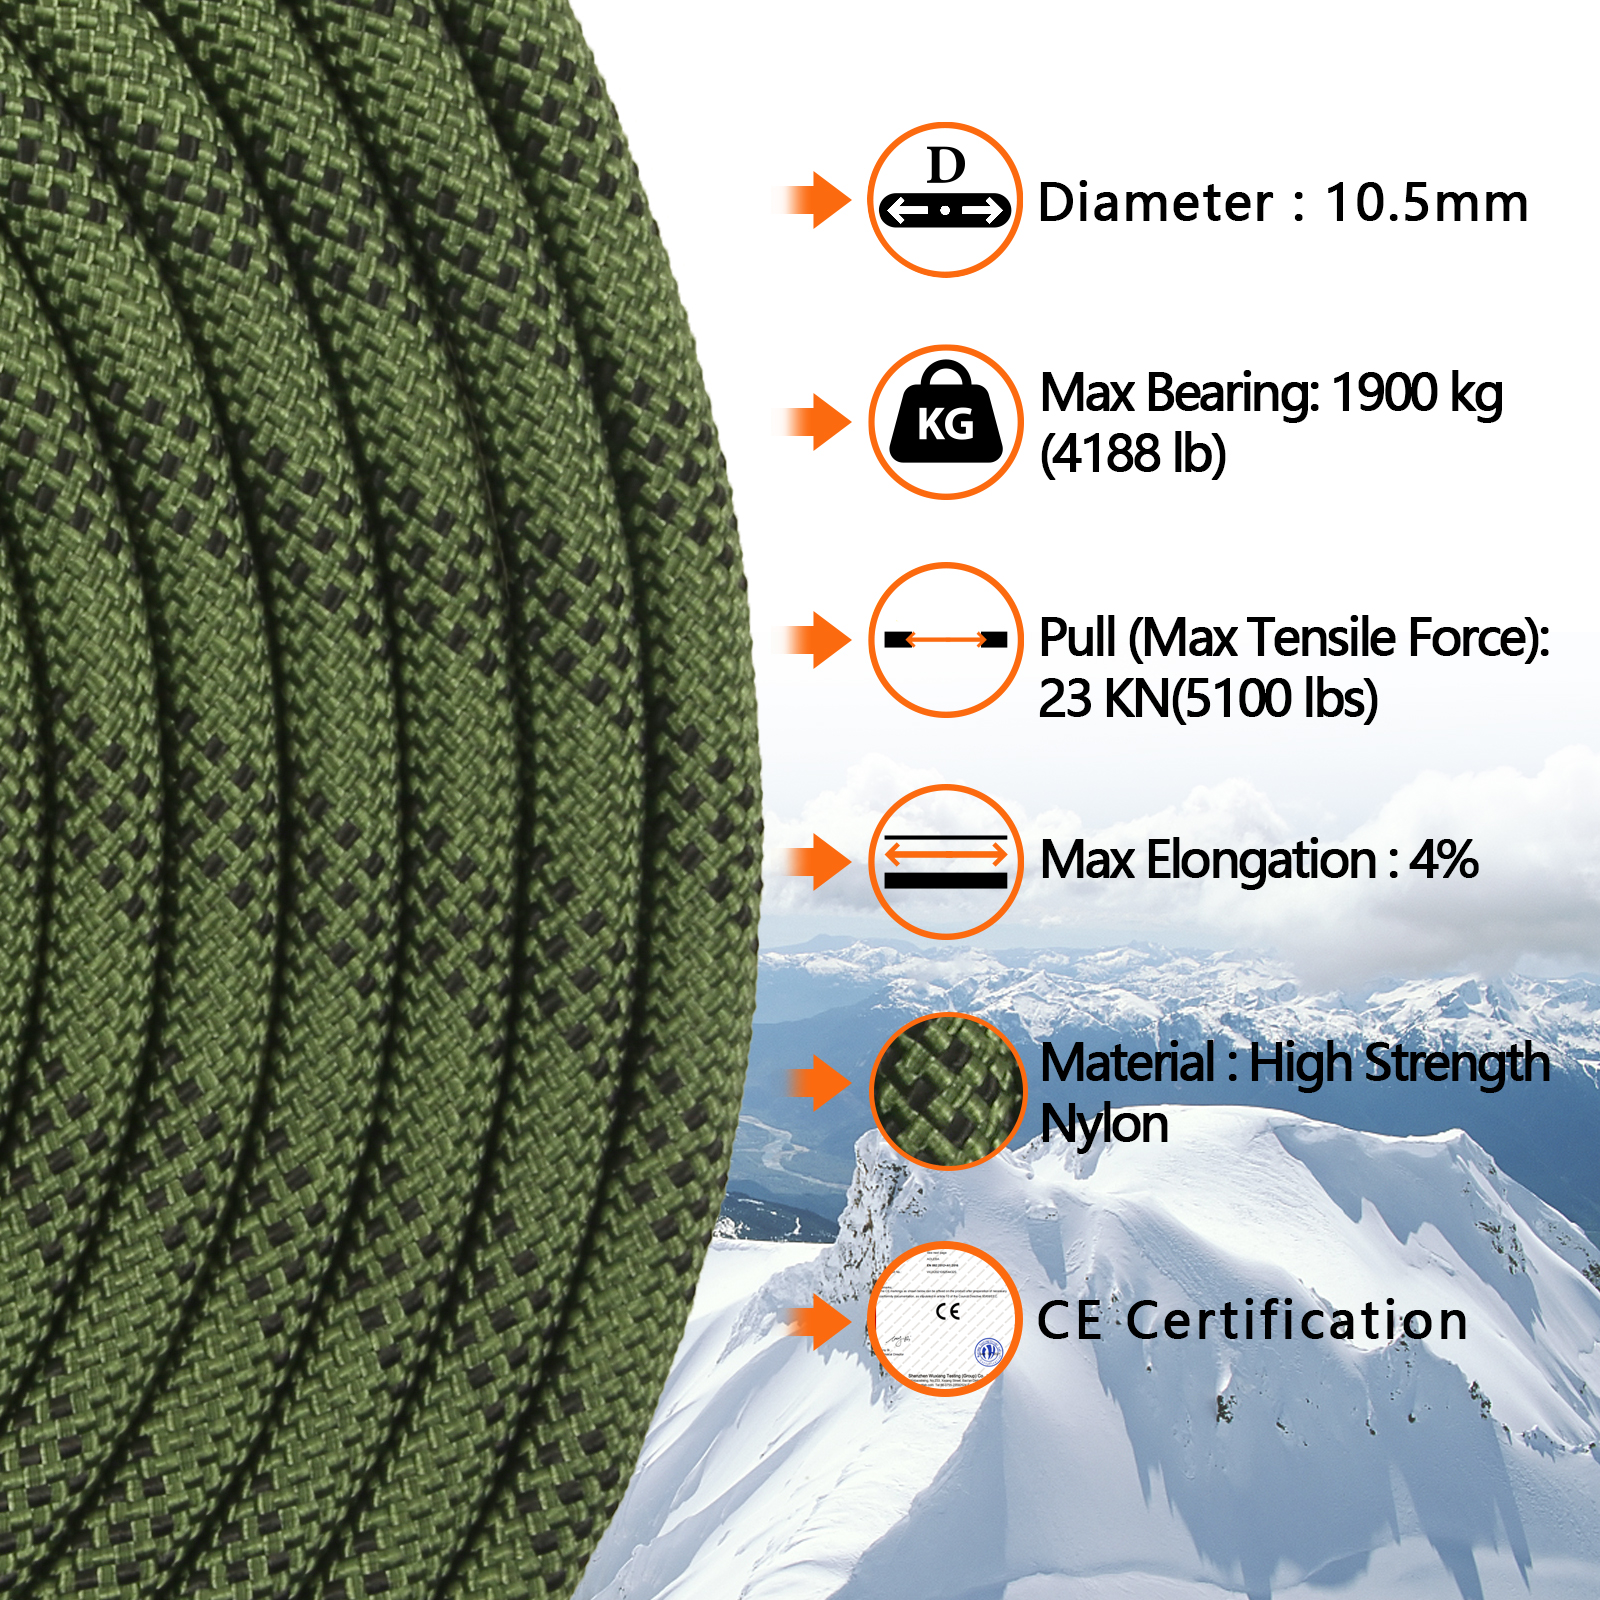 D
Diameter : 10.5mm
KG
Max Bearing: 1900 kg
(4188 lb)
Pull (Max Tensile Force):
23 KN(5100 lbs)
Max Elongation : 4%
Material : High Strength
Nylon
CE
CE Certification